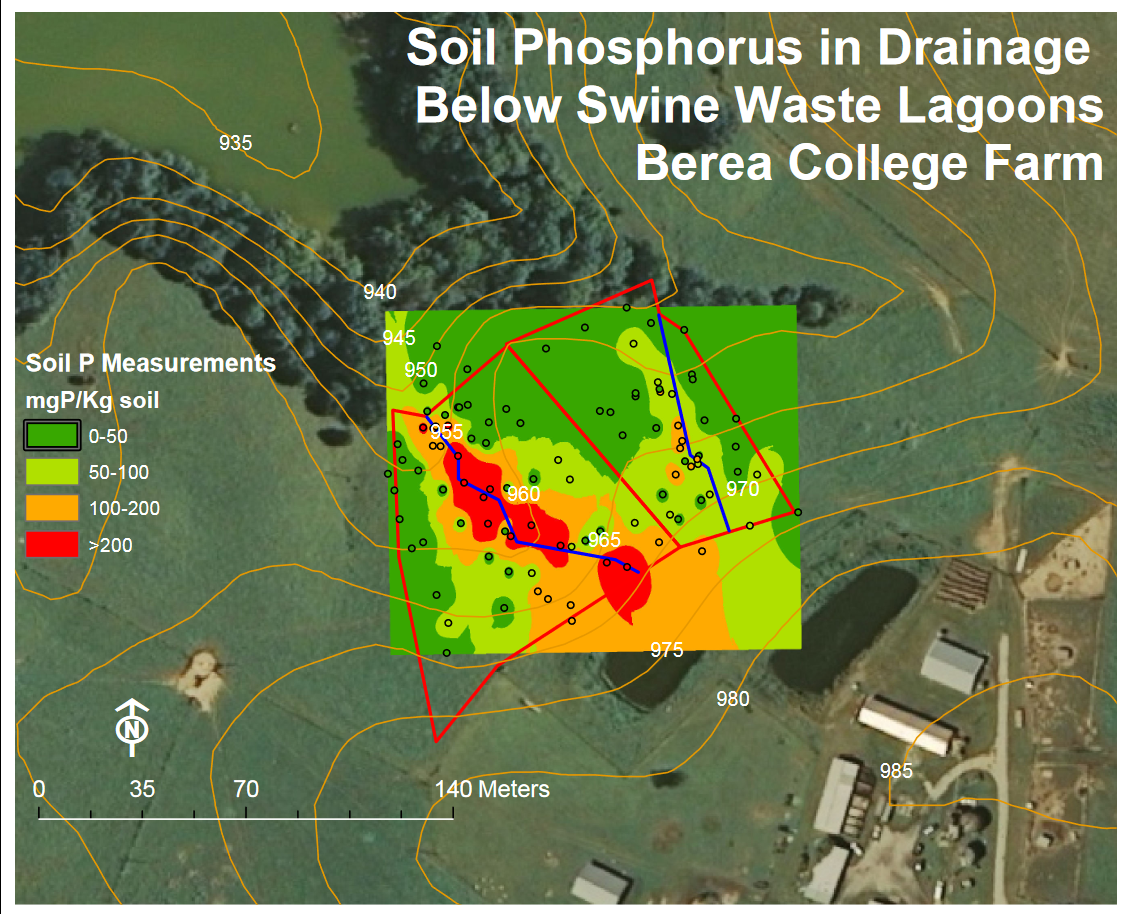 Soil Phosphorus in Drainage
Below Swine Waste Lagoons
Berea College Farm
935
940
945
950
955
960
965
970
975
980
985
Soil P Measurements
mgP/Kg soil
0-50
50-100
100-200
>200
N
0 35 70 140 Meters